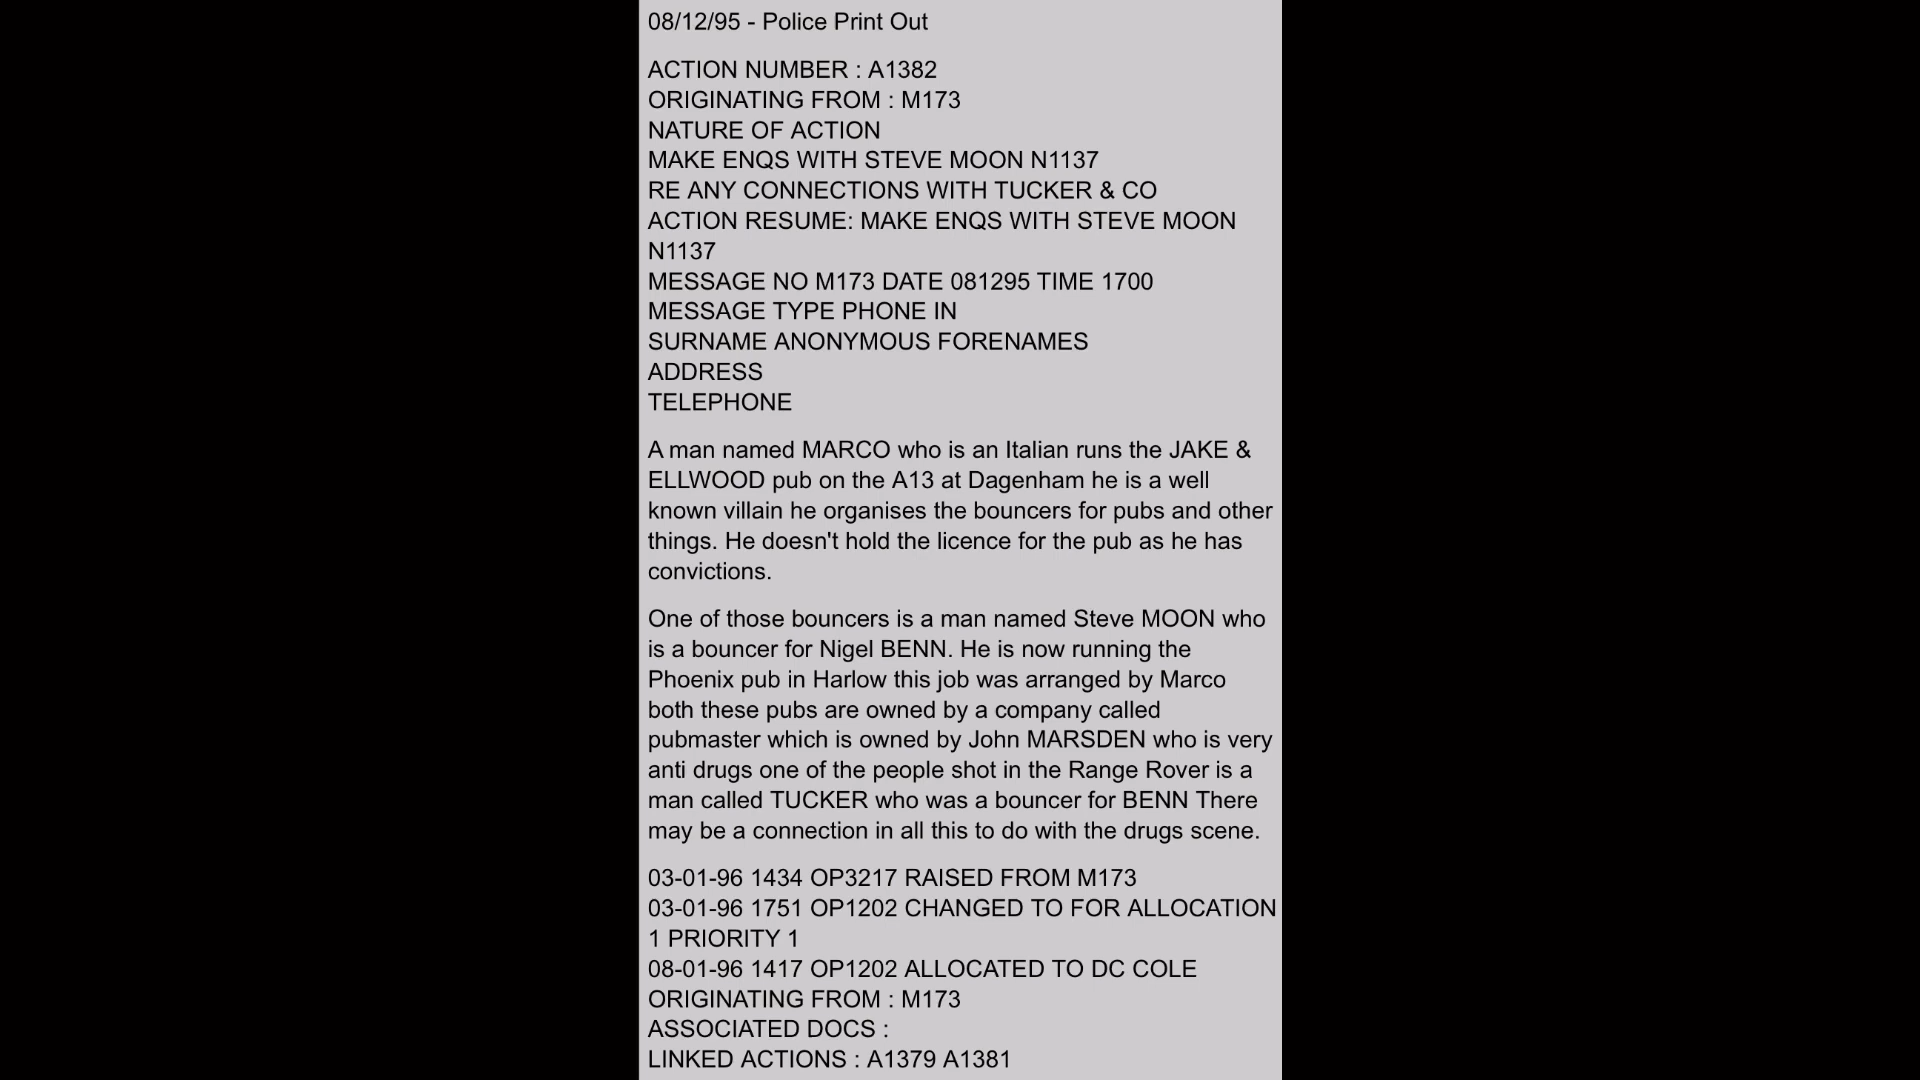 08/12/95 - Police Print Out
ACTION NUMBER : A1382
ORIGINATING FROM : M173
NATURE OF ACTION
MAKE ENQS WITH STEVE MOON N1137
RE ANY CONNECTIONS WITH TUCKER & CO
ACTION RESUME: MAKE ENQS WITH STEVE MOON
N1137
MESSAGE NO M173 DATE 081295 TIME 1700
MESSAGE TYPE PHONE IN
SURNAME ANONYMOUS FORENAMES
ADDRESS
TELEPHONE
A man named MARCO who is an Italian runs the JAKE &
ELLWOOD pub on the A13 at Dagenham he is a well
known villain he organises the bouncers for pubs and other
things. He doesn't hold the licence for the pub as he has
convictions.
One of those bouncers is a man named Steve MOON who
is a bouncer for Nigel BENN. He is now running the
Phoenix pub in Harlow this job was arranged by Marco
both these pubs are owned by a company called
pubmaster which is owned by John MARSDEN who is very
anti drugs one of the people shot in the Range Rover is a
man called TUCKER who was a bouncer for BENN There
may be a connection in all this to do with the drugs scene.
03-01-96 1434 OP3217 RAISED FROM M173
03-01-96 1751 OP1202 CHANGED TO FOR ALLOCATION
1 PRIORITY 1
08-01-96 1417 OP1202 ALLOCATED TO DC COLE
ORIGINATING FROM : M173
ASSOCIATED DOCS :
LINKED ACTIONS : A1379 A1381